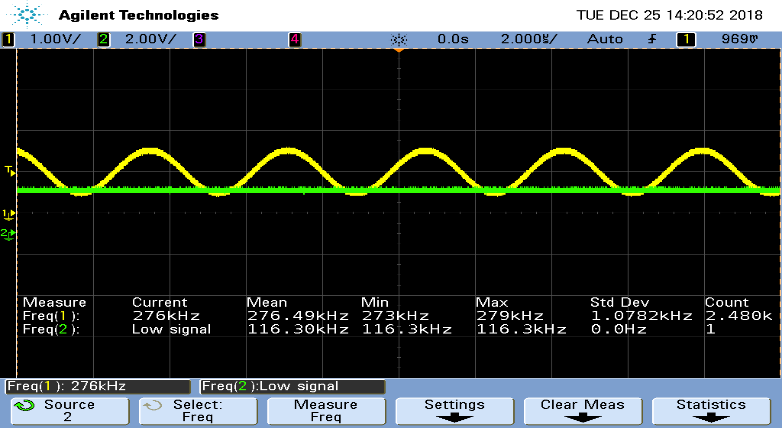 Agilent Technologies TUE DEC 25 14:20:52 2018
1 1.00V/ 2 2.00V/ 3 4 0.0s 2.000µs/ Auto 1 969mV
T
1
2
Measure Current Mean Min Max Std Dev Count
Freq(1): 276kHz 276.49kHz 273kHz 279kHz 1.0782kHz 2.480k
Freq(2): Low signal 116.30kHz 116.3kHz 116.3kHz 0.0Hz 1
Freq(1): 276kHz Freq(2):Low signal
Source Select: Measure Settings Clear Meas Statistics
2 Freq Freq